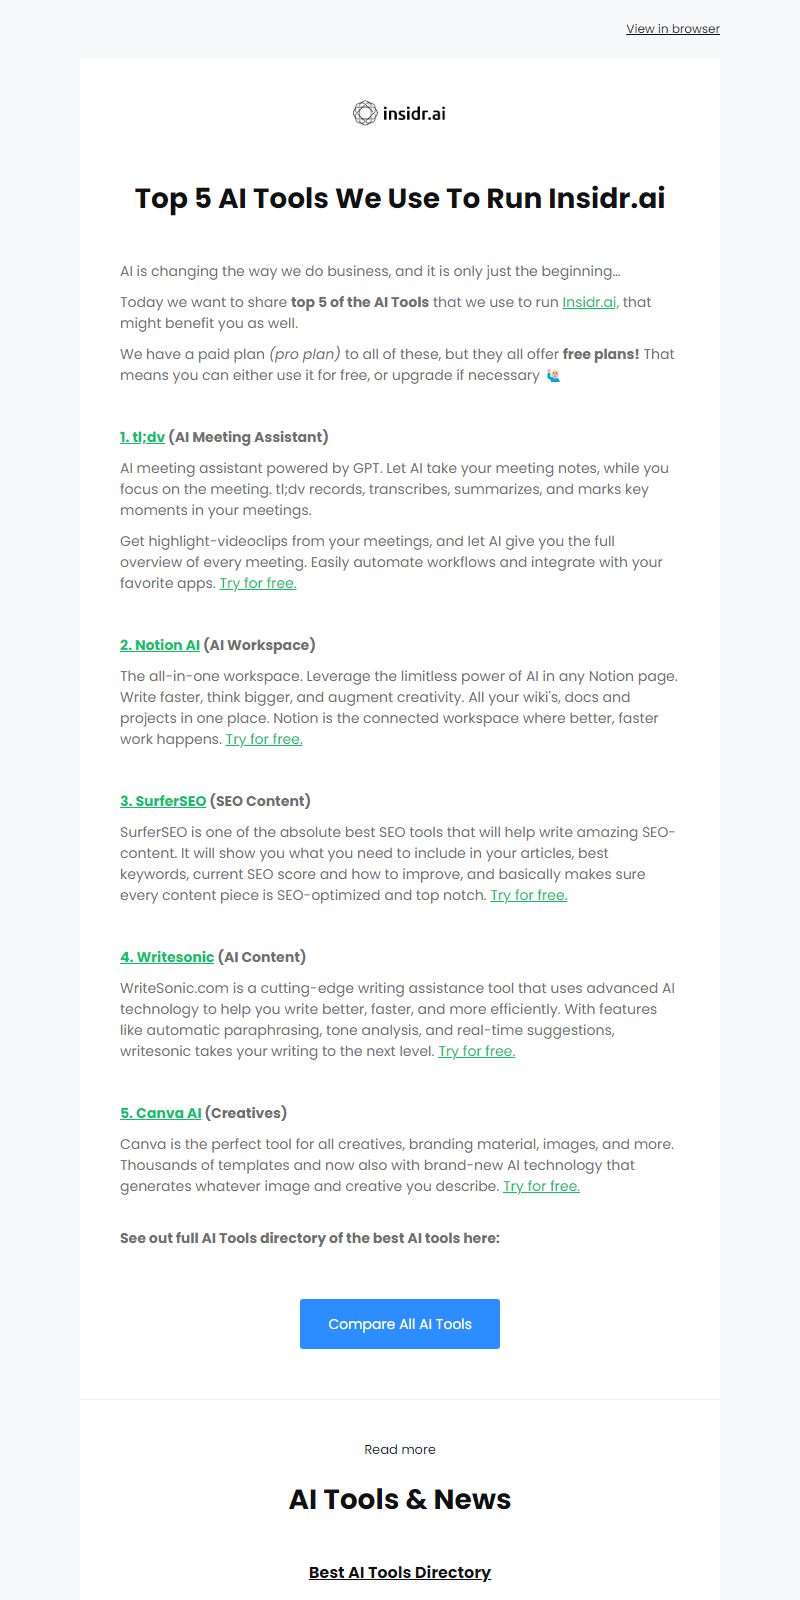 View in browser
insidr.ai
Top 5 AI Tools We Use To Run Insidr.ai
AI is changing the way we do business, and it is only just the beginning…
Today we want to share top 5 of the AI Tools that we use to run Insidr.ai, that
might benefit you as well.
We have a paid plan (pro plan) to all of these, but they all offer free plans! That
means you can either use it for free, or upgrade if necessary 🙋🏼‍♂️
1. tl;dv (AI Meeting Assistant)
AI meeting assistant powered by GPT. Let AI take your meeting notes, while you
focus on the meeting. tl;dv records, transcribes, summarizes, and marks key
moments in your meetings.
Get highlight-videoclips from your meetings, and let AI give you the full
overview of every meeting. Easily automate workflows and integrate with your
favorite apps. Try for free.
2. Notion AI (AI Workspace)
The all-in-one workspace. Leverage the limitless power of AI in any Notion page.
Write faster, think bigger, and augment creativity. All your wiki's, docs and
projects in one place. Notion is the connected workspace where better, faster
work happens. Try for free.
3. SurferSEO (SEO Content)
SurferSEO is one of the absolute best SEO tools that will help write amazing SEO-
content. It will show you what you need to include in your articles, best
keywords, current SEO score and how to improve, and basically makes sure
every content piece is SEO-optimized and top notch. Try for free.
4. Writesonic (AI Content)
WriteSonic.com is a cutting-edge writing assistance tool that uses advanced AI
technology to help you write better, faster, and more efficiently. With features
like automatic paraphrasing, tone analysis, and real-time suggestions,
writesonic takes your writing to the next level. Try for free.
5. Canva AI (Creatives)
Canva is the perfect tool for all creatives, branding material, images, and more.
Thousands of templates and now also with brand-new AI technology that
generates whatever image and creative you describe. Try for free.
See out full AI Tools directory of the best AI tools here:
Compare All AI Tools
Read more
AI Tools & News
Best AI Tools Directory